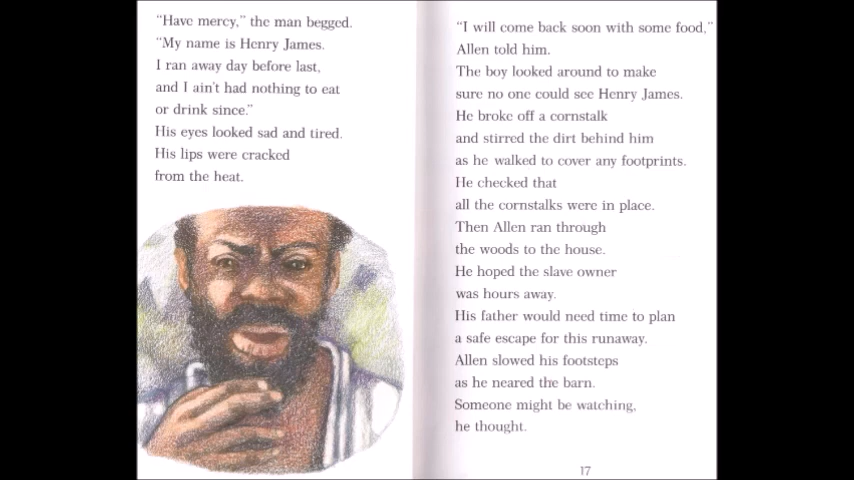 “Have mercy,” the man begged.
“My name is Henry James.
I ran away day before last,
and I ain’t had nothing to eat
or drink since.”
His eyes looked sad and tired.
His lips were cracked
from the heat.
“I will come back soon with some food,”
Allen told him.
The boy looked around to make
sure no one could see Henry James.
He broke off a cornstalk
and stirred the dirt behind him
as he walked to cover any footprints.
He checked that
all the cornstalks were in place.
Then Allen ran through
the woods to the house.
He hoped the slave owner
was hours away.
His father would need time to plan
a safe escape for this runaway.
Allen slowed his footsteps
as he neared the barn.
Someone might be watching,
he thought.
17